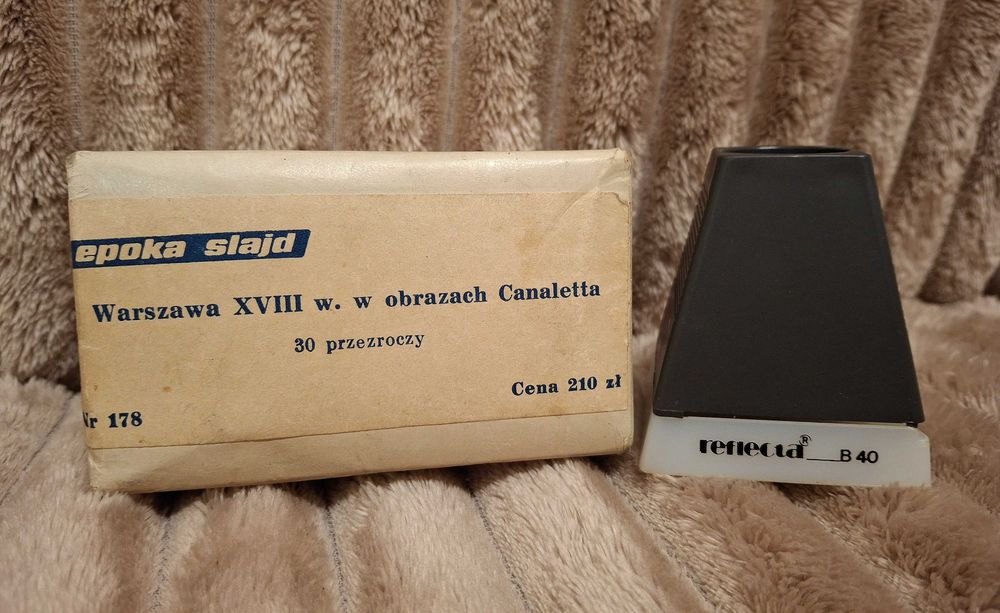 epoka slajd
Warszawa XVIII w. w obrazach Canaletta
30 przezroczy
Cena 210 zł
Nr 178
reflecta® B 40